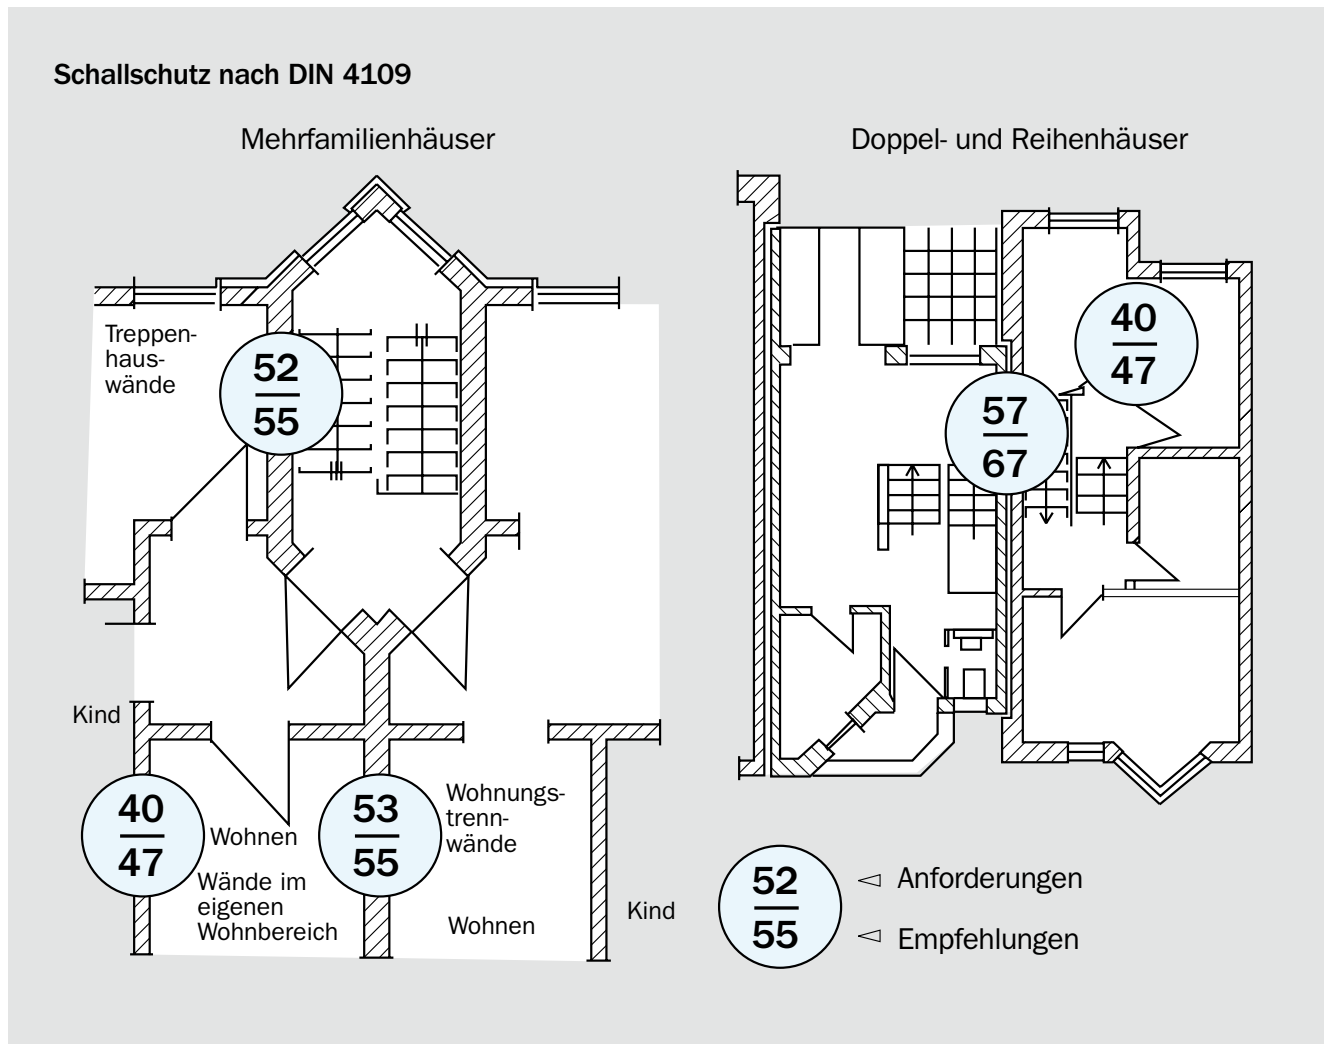 Schallschutz nach DIN 4109
Mehrfamilienhäuser
Treppen-
haus-
wände
52
55
Kind
40
47
Wohnen
Wände im
eigenen
Wohnbereich
53
55
Wohnungs-
trenn-
wände
Wohnen
Kind
Doppel- und Reihenhäuser
40
47
57
67
52
55
Anforderungen
Empfehlungen